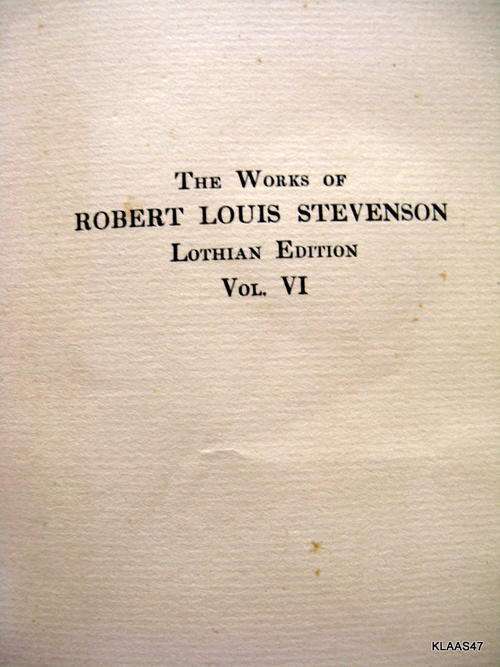 The Works of
ROBERT LOUIS STEVENSON
Lothian Edition
Vol. VI
KLAAS47